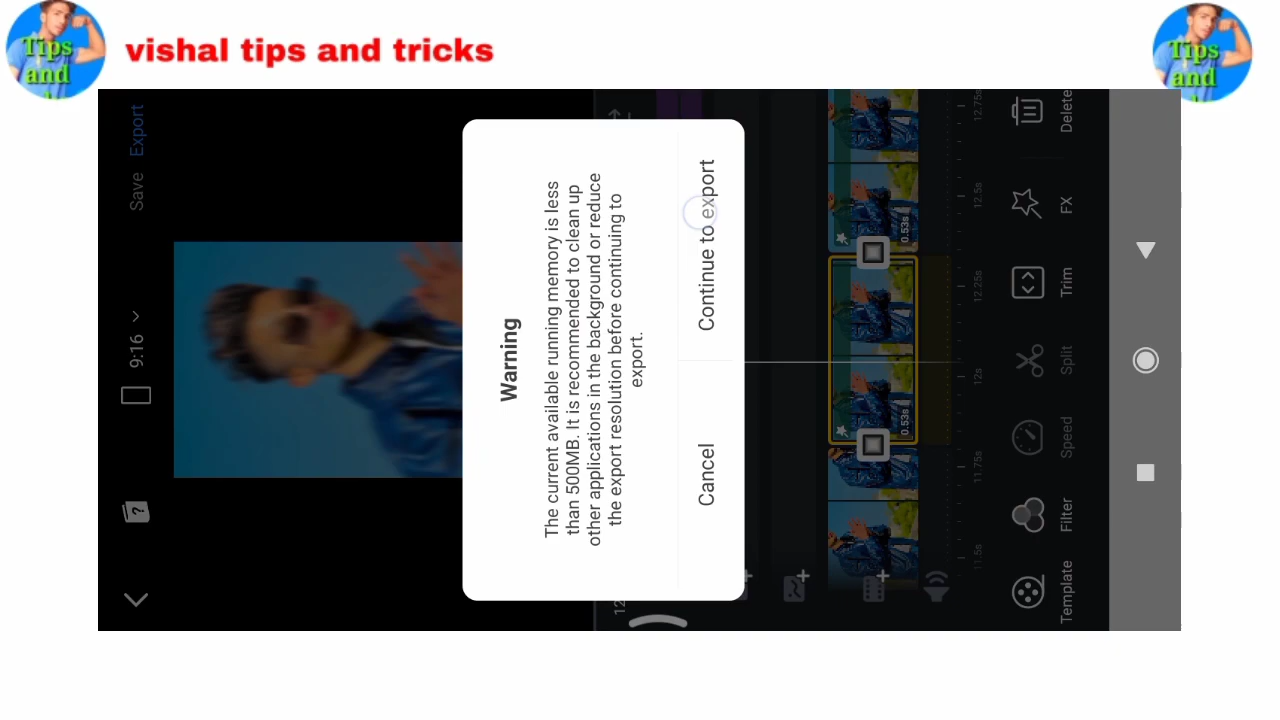 Tips
and
vishal tips and tricks
Tips
and
Save
Export
9:16
?
Warning
The current available running memory is less
than 500MB. It is recommended to clean up
other applications in the background or reduce
the export resolution before continuing to
export.
Cancel
Continue to export
0.53s
0.53s
11.5s
11.75s
12s
12.25s
12.5s
12.75s
Template
Filter
Speed
Split
Trim
FX
Delete